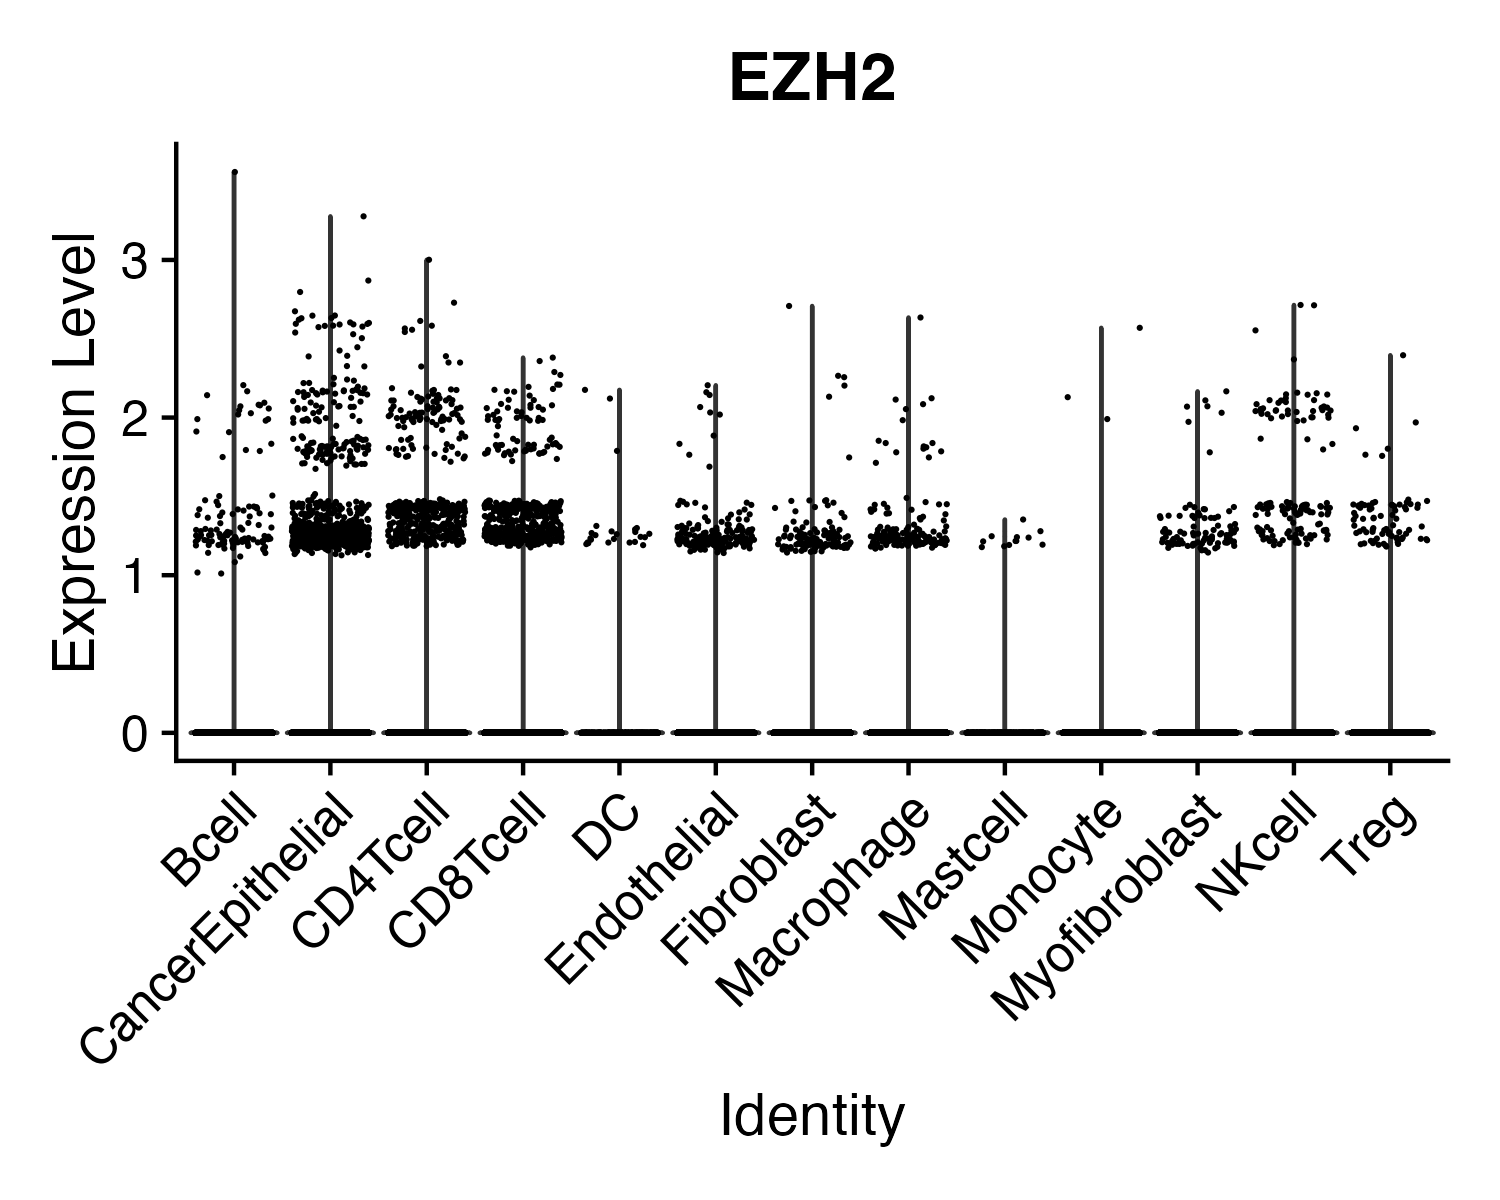 EZH2
Expression Level
3
2
1
0
Bcell
CancerEpithelial
CD4Tcell
CD8Tcell
DC
Endothelial
Fibroblast
Macrophage
Mastcell
Monocyte
Myofibroblast
NKcell
Treg
Identity